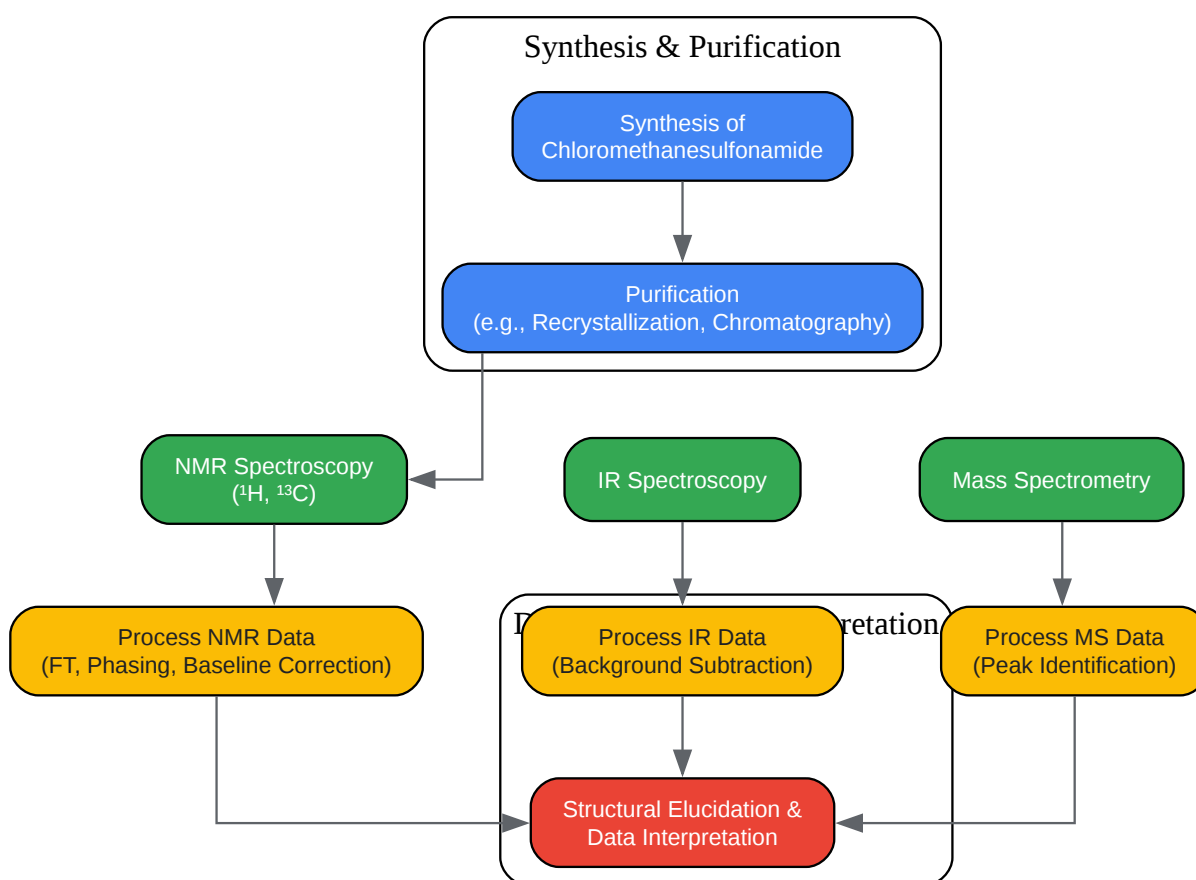 Synthesis & Purification
Synthesis of
Chloromethanesulfonamide
Purification
(e.g., Recrystallization, Chromatography)
NMR Spectroscopy
(¹H, ¹³C)
IR Spectroscopy
Mass Spectrometry
Process NMR Data
(FT, Phasing, Baseline Correction)
Process IR Data
(Background Subtraction)
Process MS Data
(Peak Identification)
Structural Elucidation &
Data Interpretation